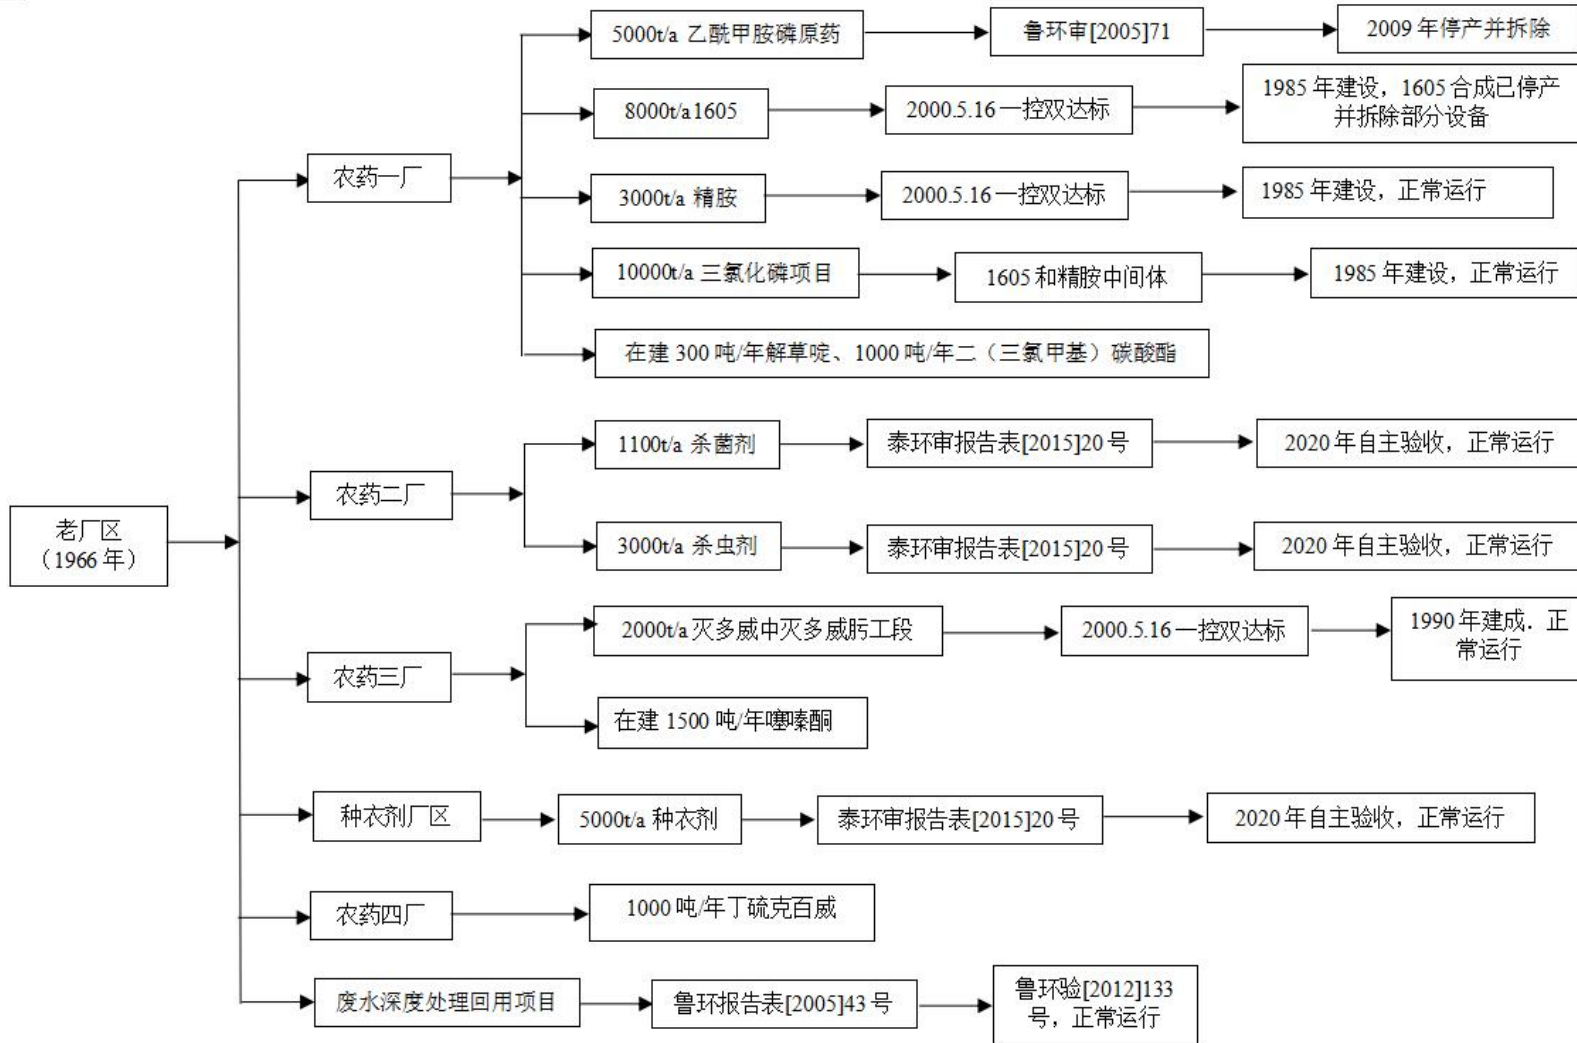 5000t/a 乙酰甲胺磷原药
鲁环审[2005]71
2009年停产并拆除
8000t/a1605
2000.5.16一控双达标
1985年建设，1605合成已停产
并拆除部分设备
农药一厂
3000t/a 精胺
2000.5.16一控双达标
1985年建设，正常运行
10000t/a 三氯化磷项目
1605和精胺中间体
1985年建设，正常运行
在建300吨/年解草啶、1000吨/年二（三氯甲基）碳酸酯
1100t/a 杀菌剂
泰环审报告表[2015]20号
2020年自主验收，正常运行
农药二厂
老厂区
（1966年）
3000t/a 杀虫剂
泰环审报告表[2015]20号
2020年自主验收，正常运行
2000t/a灭多威中灭多威肟工段
2000.5.16一控双达标
1990年建成．正
常运行
农药三厂
在建1500吨/年噻嗪酮
种衣剂厂区
5000t/a 种衣剂
泰环审报告表[2015]20号
2020年自主验收，正常运行
农药四厂
1000吨/年丁硫克百威
废水深度处理回用项目
鲁环报告表[2005]43号
鲁环验[2012]133
号，正常运行